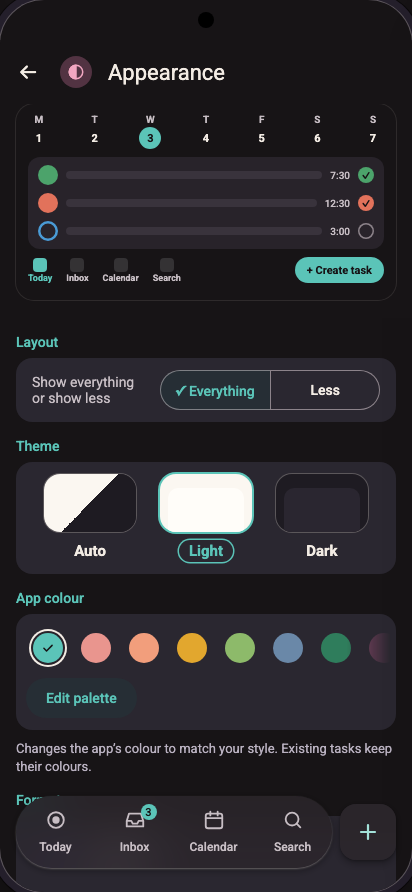 Appearance
M T W T F S S
1 2 3 4 5 6 7
7:30
12:30
3:00
Today Inbox Calendar Search
+ Create task
Layout
Show everything
or show less
✓ Everything
Less
Theme
Auto Light Dark
App colour
Edit palette
Changes the app's colour to match your style. Existing tasks keep
their colours.
3
Today Inbox Calendar Search